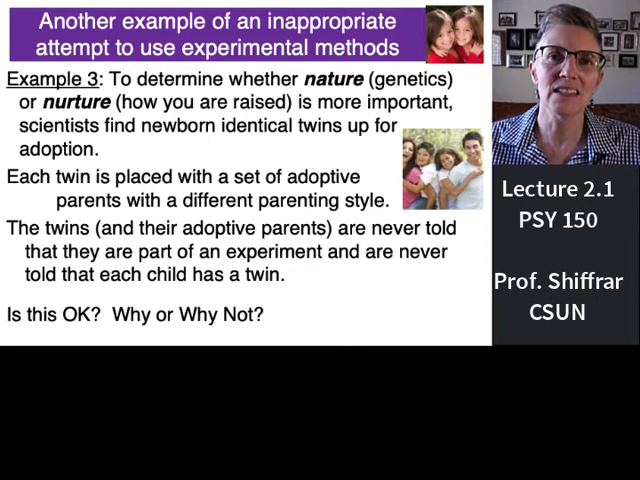 Another example of an inappropriate
attempt to use experimental methods
Example 3: To determine whether nature (genetics)
or nurture (how you are raised) is more important,
scientists find newborn identical twins up for
adoption.
Each twin is placed with a set of adoptive
parents with a different parenting style.
The twins (and their adoptive parents) are never told
that they are part of an experiment and are never
told that each child has a twin.
Is this OK? Why or Why Not?
Lecture 2.1
PSY 150
Prof. Shiffrar
CSUN